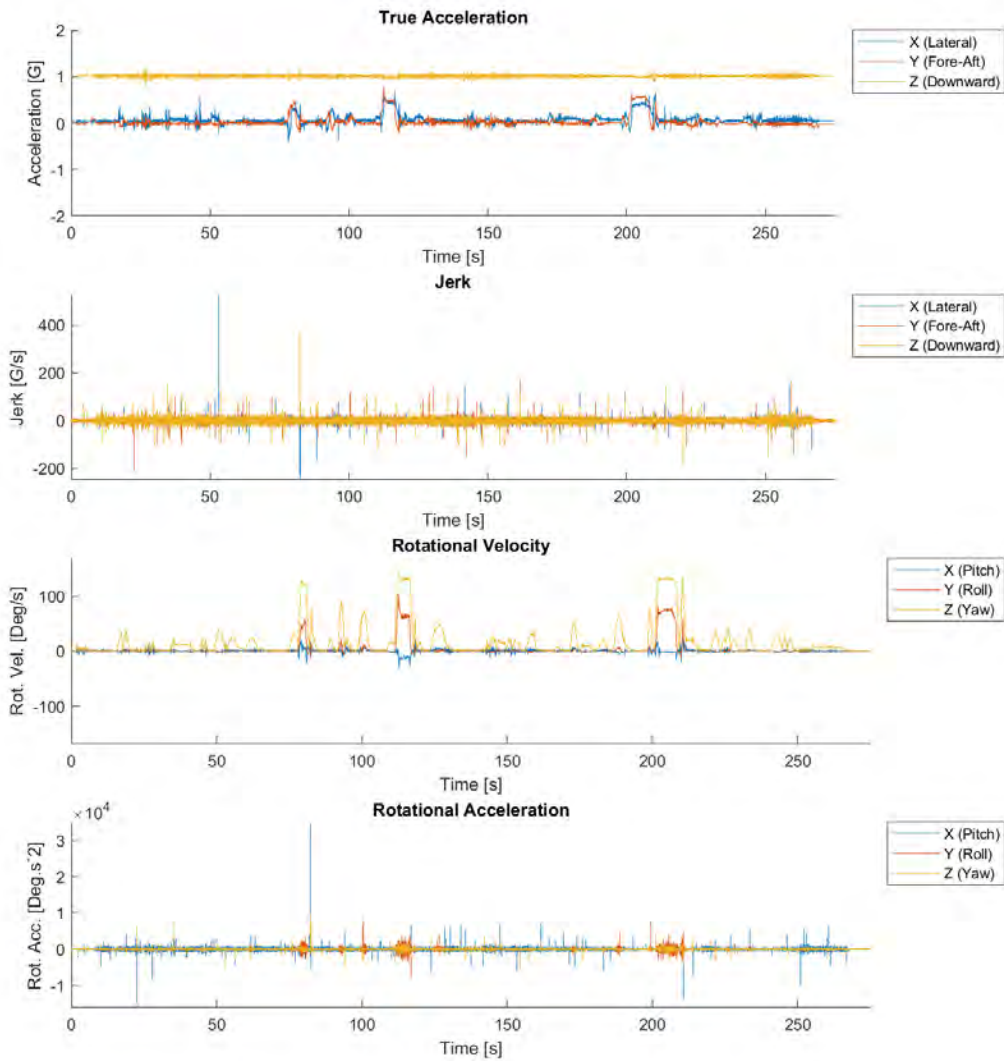 True Acceleration
2
1
0
-1
-2
Acceleration [G]
0 50 100 150 200 250
Time [s]
X (Lateral)
Y (Fore-Aft)
Z (Downward)
Jerk
400
200
0
-200
Jerk [G/s]
0 50 100 150 200 250
Time [s]
X (Lateral)
Y (Fore-Aft)
Z (Downward)
Rotational Velocity
100
0
-100
Rot. Vel. [Deg/s]
0 50 100 150 200 250
Time [s]
X (Pitch)
Y (Roll)
Z (Yaw)
Rotational Acceleration
×10^4
3
2
1
0
-1
Rot. Acc. [Deg.s^2]
0 50 100 150 200 250
Time [s]
X (Pitch)
Y (Roll)
Z (Yaw)